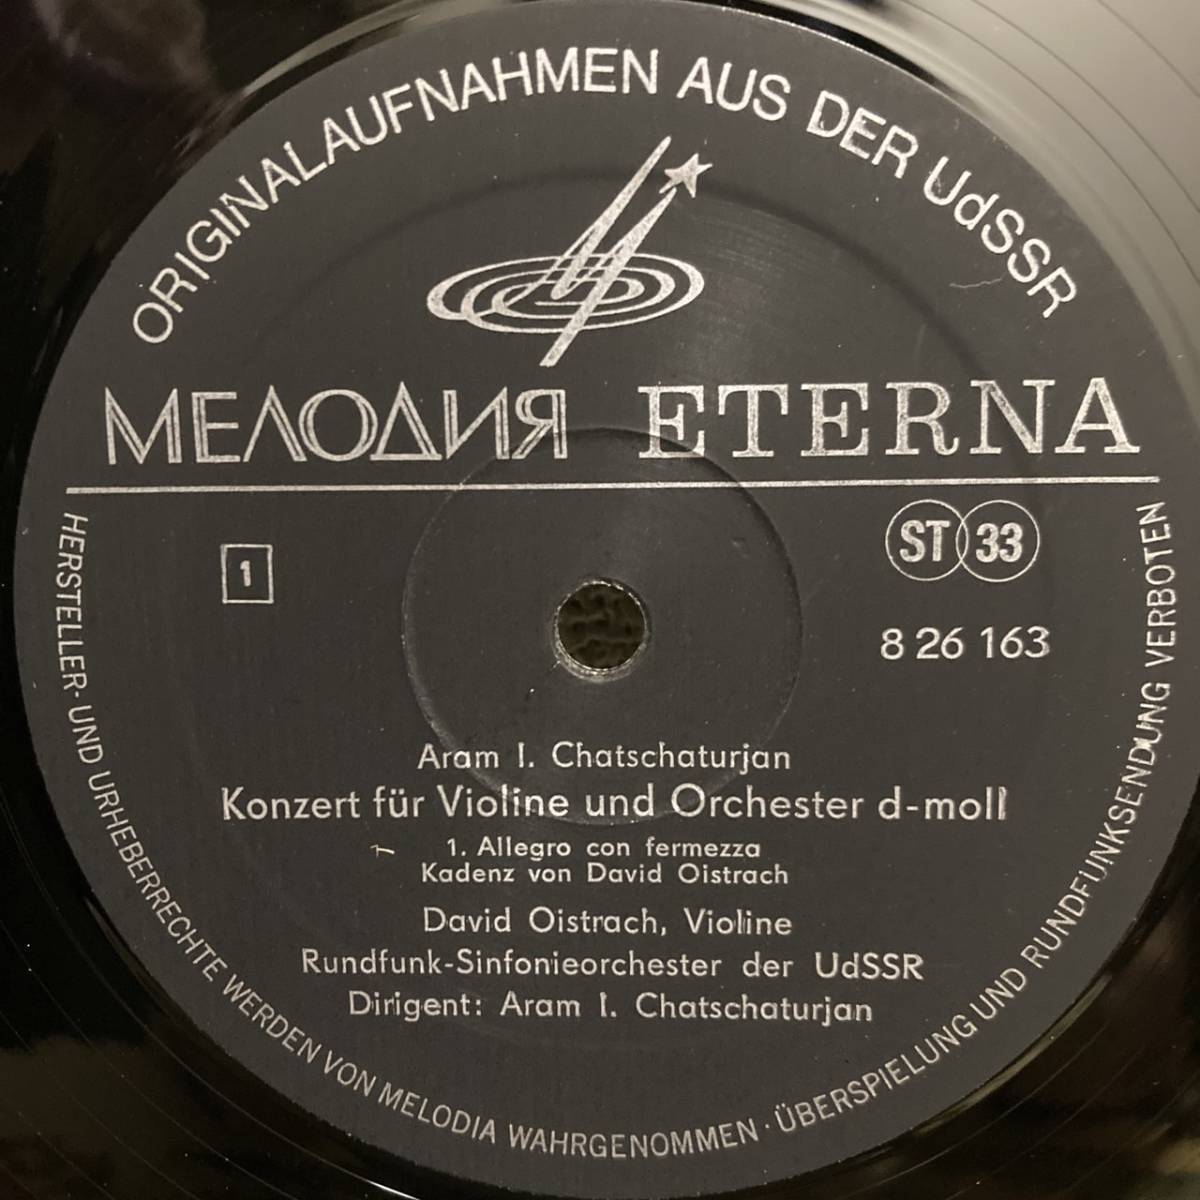 ORIGINALAUFNAHMEN AUS DER UdSSR
МЕЛОДИЯ ETERNA
ST 33
1
8 26 163
Aram I. Chatschaturjan
Konzert für Violine und Orchester d-moll
1. Allegro con fermezza
Kadenz von David Oistrach
David Oistrach, Violine
Rundfunk-Sinfonieorchester der UdSSR
Dirigent: Aram I. Chatschaturjan
HERSTELLER- UND URHEBERRECHTE WERDEN VON MELODIA WAHRGENOMMEN · ÜBERSPIELUNG UND RUNDFUNKSENDUNG VERBOTEN